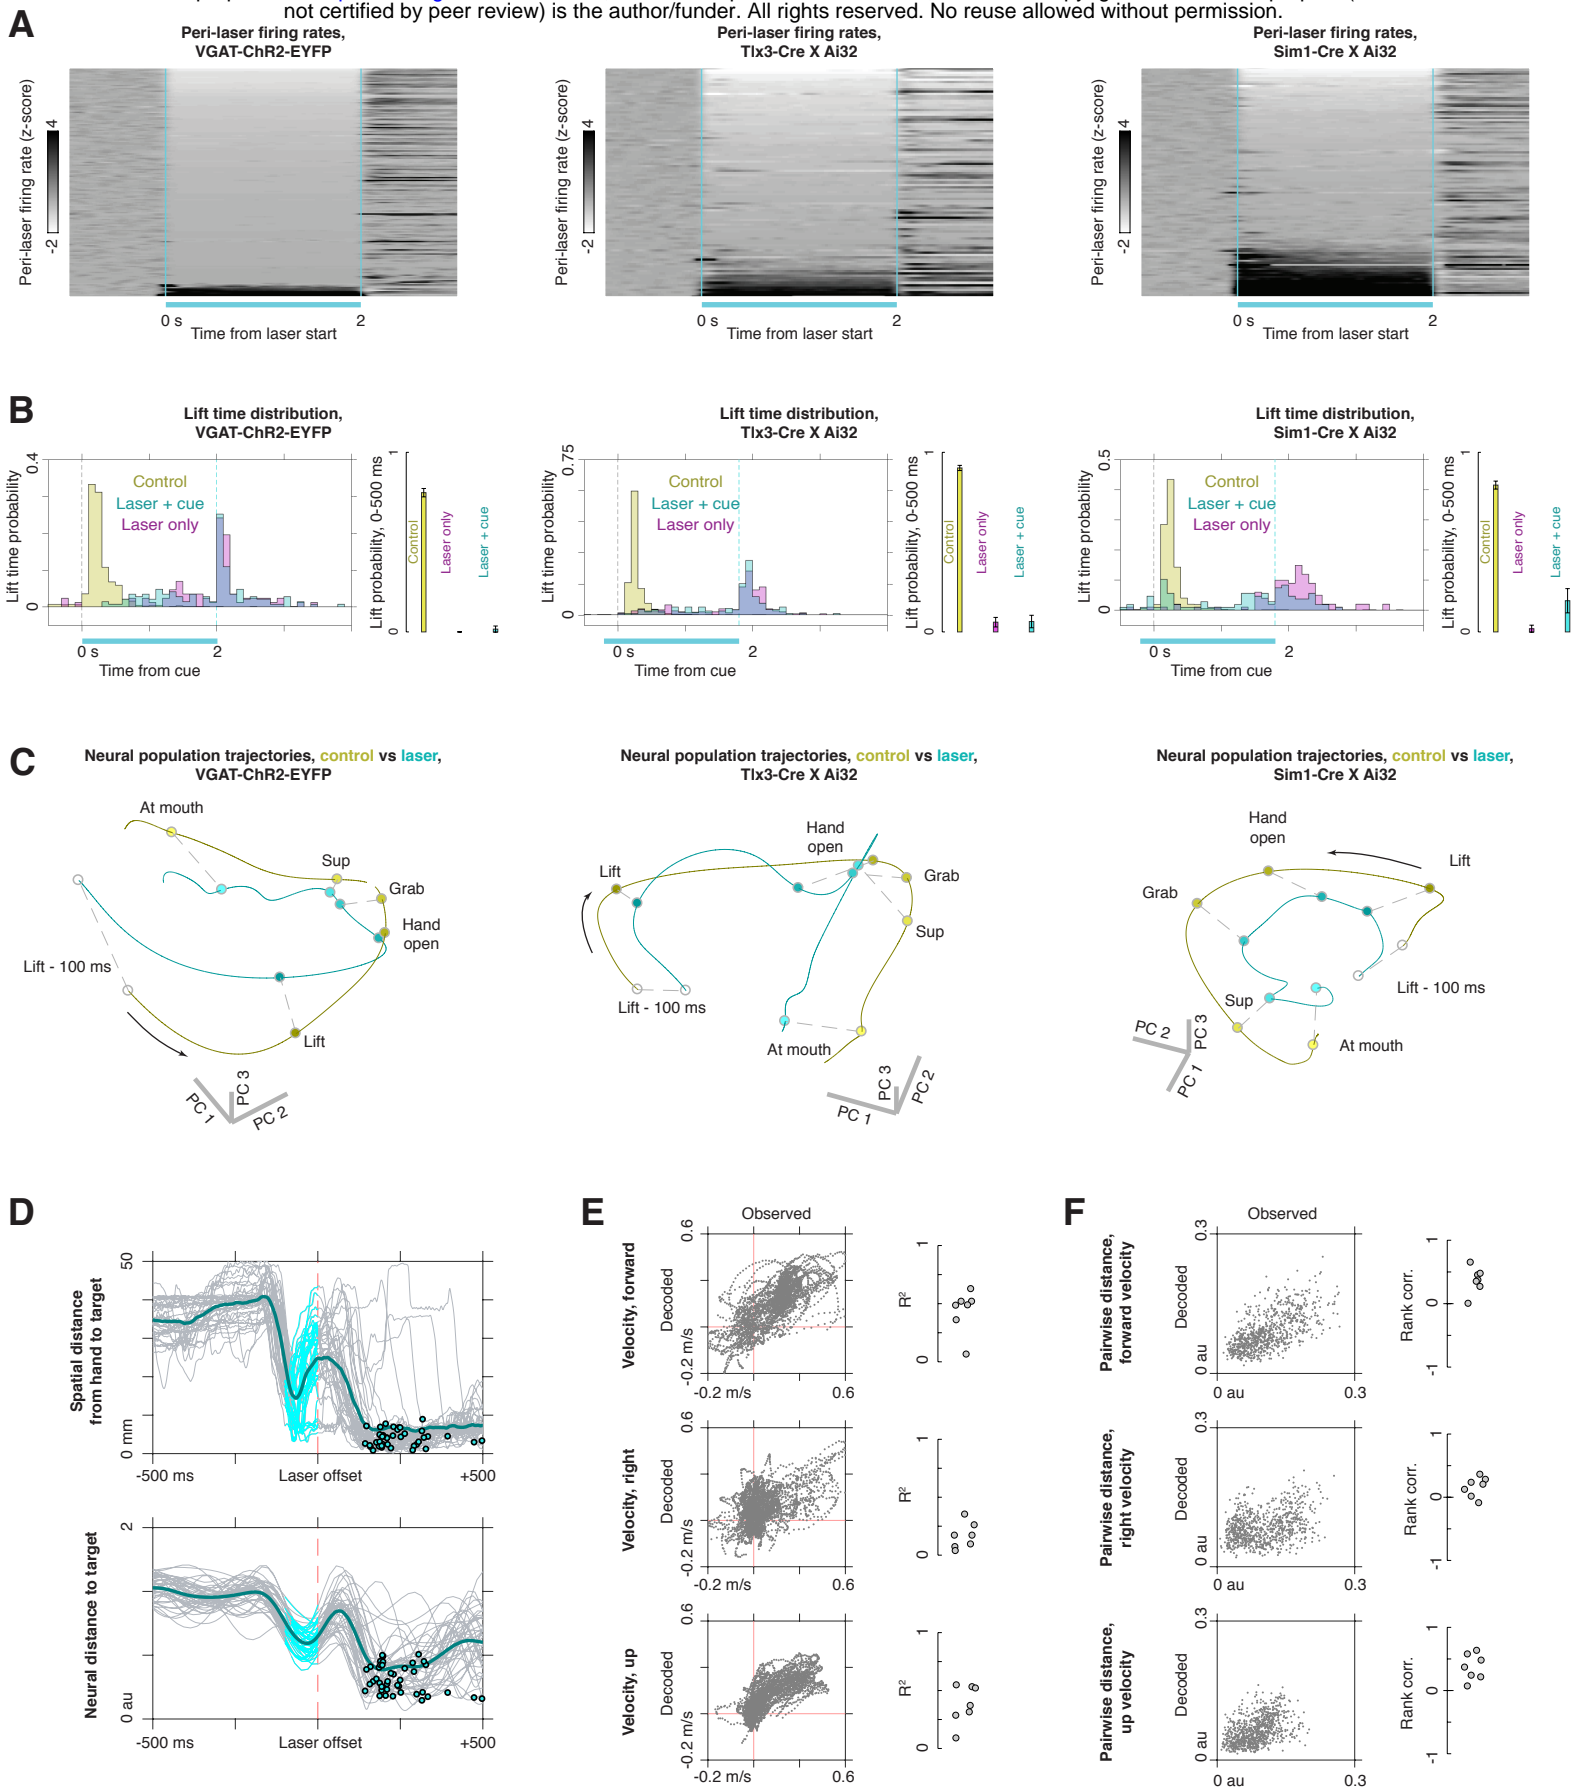 not certified by peer review) is the author/funder. All rights reserved. No reuse allowed without permission.
A
Peri-laser firing rates,
VGAT-ChR2-EYFP
Peri-laser firing rate (z-score)
-2
4
0 s
2
Time from laser start
Peri-laser firing rates,
Tlx3-Cre X Ai32
Peri-laser firing rate (z-score)
-2
4
0 s
2
Time from laser start
Peri-laser firing rates,
Sim1-Cre X Ai32
Peri-laser firing rate (z-score)
-2
4
0 s
2
Time from laser start
B
Lift time distribution,
VGAT-ChR2-EYFP
Lift time probability
0.4
0
Control
Laser + cue
Laser only
0 s
2
Time from cue
Lift probability, 0-500 ms
1
0
Control
Laser only
Laser + cue
Lift time distribution,
Tlx3-Cre X Ai32
Lift time probability
0.75
0
Control
Laser + cue
Laser only
0 s
2
Time from cue
Lift probability, 0-500 ms
1
0
Control
Laser only
Laser + cue
Lift time distribution,
Sim1-Cre X Ai32
Lift time probability
0.5
0
Control
Laser + cue
Laser only
0 s
2
Time from cue
Lift probability, 0-500 ms
1
0
Control
Laser only
Laser + cue
C
Neural population trajectories, control vs laser,
VGAT-ChR2-EYFP
At mouth
Sup
Grab
Hand
open
Lift - 100 ms
Lift
PC 1
PC 3
PC 2
Neural population trajectories, control vs laser,
Tlx3-Cre X Ai32
Hand
open
Lift
Grab
Sup
Lift - 100 ms
At mouth
PC 1
PC 3
PC 2
Neural population trajectories, control vs laser,
Sim1-Cre X Ai32
Hand
open
Lift
Grab
Lift - 100 ms
Sup
At mouth
PC 2
PC 3
PC 1
D
Spatial distance
from hand to target
50
0 mm
-500 ms
Laser offset
+500
Neural distance to target
2
0 au
-500 ms
Laser offset
+500
E
Observed
Velocity, forward
Decoded
0.6
-0.2 m/s
-0.2 m/s
0.6
R²
1
0
Velocity, right
Decoded
0.6
-0.2 m/s
-0.2 m/s
0.6
R²
1
0
Velocity, up
Decoded
0.6
-0.2 m/s
-0.2 m/s
0.6
R²
1
0
F
Observed
Pairwise distance,
forward velocity
Decoded
0.3
0 au
0 au
0.3
Rank corr.
1
0
-1
Pairwise distance,
right velocity
Decoded
0.3
0 au
0 au
0.3
Rank corr.
1
0
-1
Pairwise distance,
up velocity
Decoded
0.3
0 au
0 au
0.3
Rank corr.
1
0
-1